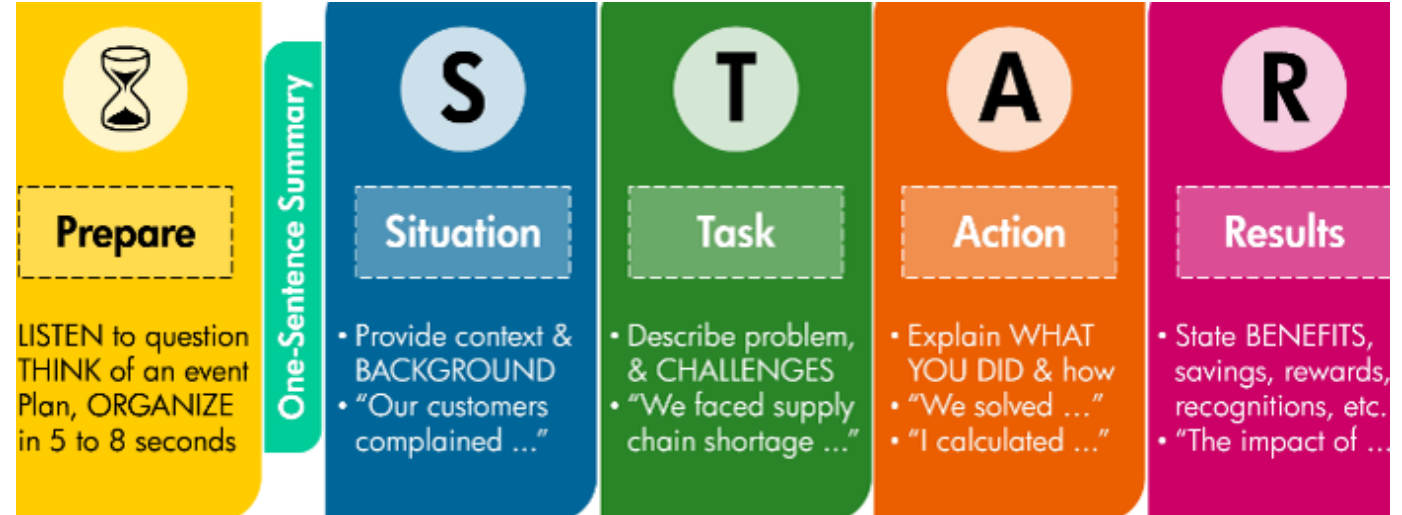 Prepare
LISTEN to question
THINK of an event
Plan, ORGANIZE
in 5 to 8 seconds
One-Sentence Summary
S
Situation
• Provide context &
BACKGROUND
• “Our customers
complained ...”
T
Task
• Describe problem,
& CHALLENGES
• “We faced supply
chain shortage ...”
A
Action
• Explain WHAT
YOU DID & how
• “We solved ...”
• “I calculated ...”
R
Results
• State BENEFITS,
savings, rewards,
recognitions, etc.
• “The impact of ...